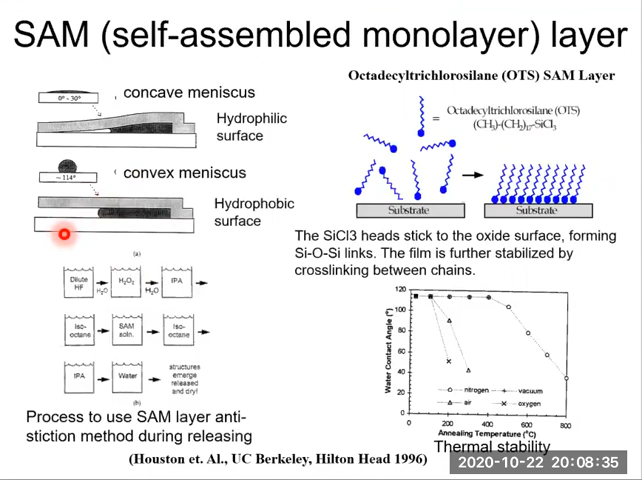 SAM (self-assembled monolayer) layer
Octadecyltrichlorosilane (OTS) SAM Layer
0° - 30°
concave meniscus
Hydrophilic
surface
~ 114°
convex meniscus
Hydrophobic
surface
(a)
= Octadecyltrichlorosilane (OTS)
(CH3)-(CH2)17-SiCl3
Substrate
Substrate
The SiCl3 heads stick to the oxide surface, forming
Si-O-Si links. The film is further stabilized by
crosslinking between chains.
Dilute
HF
H2O
H2O2
H2O
IPA
Iso-
octane
SAM
soln.
Iso-
octane
IPA
Water
structures
emerge
released
and dry!
(b)
Process to use SAM layer anti-
stiction method during releasing
Water Contact Angle (°)
120
100
80
60
40
20
0
0
200
400
600
800
nitrogen
vacuum
air
oxygen
Annealing Temperature (°C)
Thermal stability
(Houston et. Al., UC Berkeley, Hilton Head 1996)
2020-10-22 20:08:35